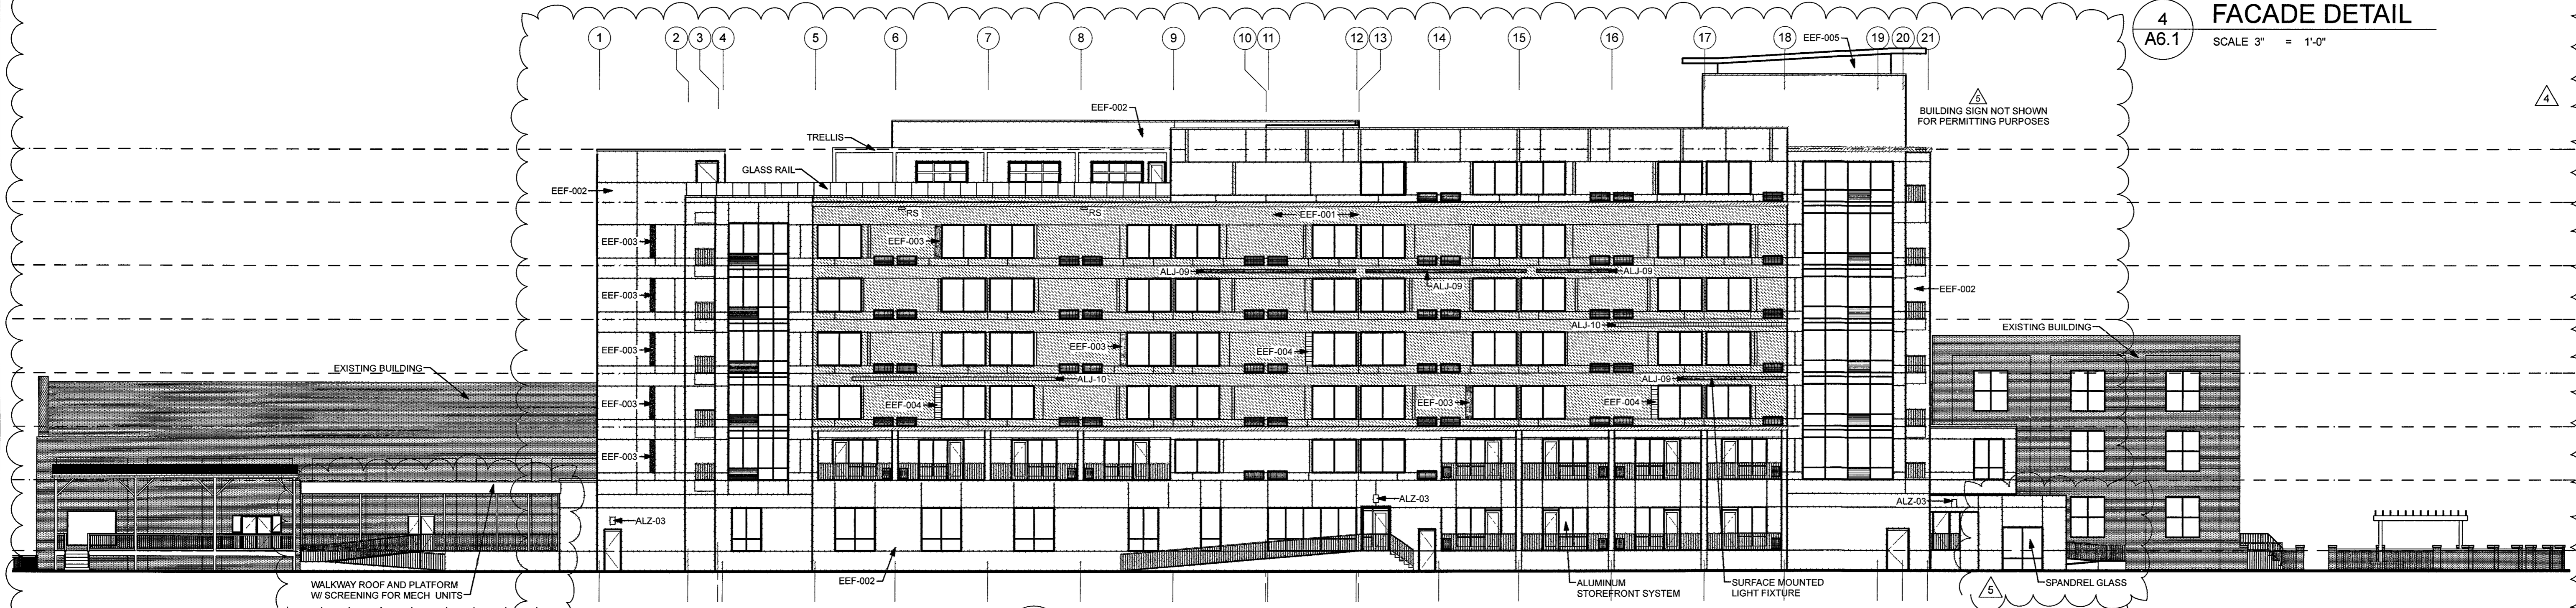 4
A6.1
FACADE DETAIL
SCALE 3" = 1'-0"
1 2 3 4 5 6 7 8 9 10 11 12 13 14 15 16 17 18 19 20 21
EEF-005
5
BUILDING SIGN NOT SHOWN
FOR PERMITTING PURPOSES
4
EEF-002
TRELLIS
GLASS RAIL
EEF-002
RS
RS
EEF-001
EEF-003
EEF-003
ALJ-09
ALJ-09
ALJ-09
EEF-003
EEF-002
ALJ-10
EXISTING BUILDING
EEF-003
EEF-003
EEF-004
EXISTING BUILDING
ALJ-10
ALJ-09
EEF-003
EEF-004
EEF-003
EEF-004
EEF-003
ALZ-03
ALZ-03
ALZ-03
WALKWAY ROOF AND PLATFORM
W/ SCREENING FOR MECH UNITS
EEF-002
ALUMINUM
STOREFRONT SYSTEM
SURFACE MOUNTED
LIGHT FIXTURE
5
SPANDREL GLASS